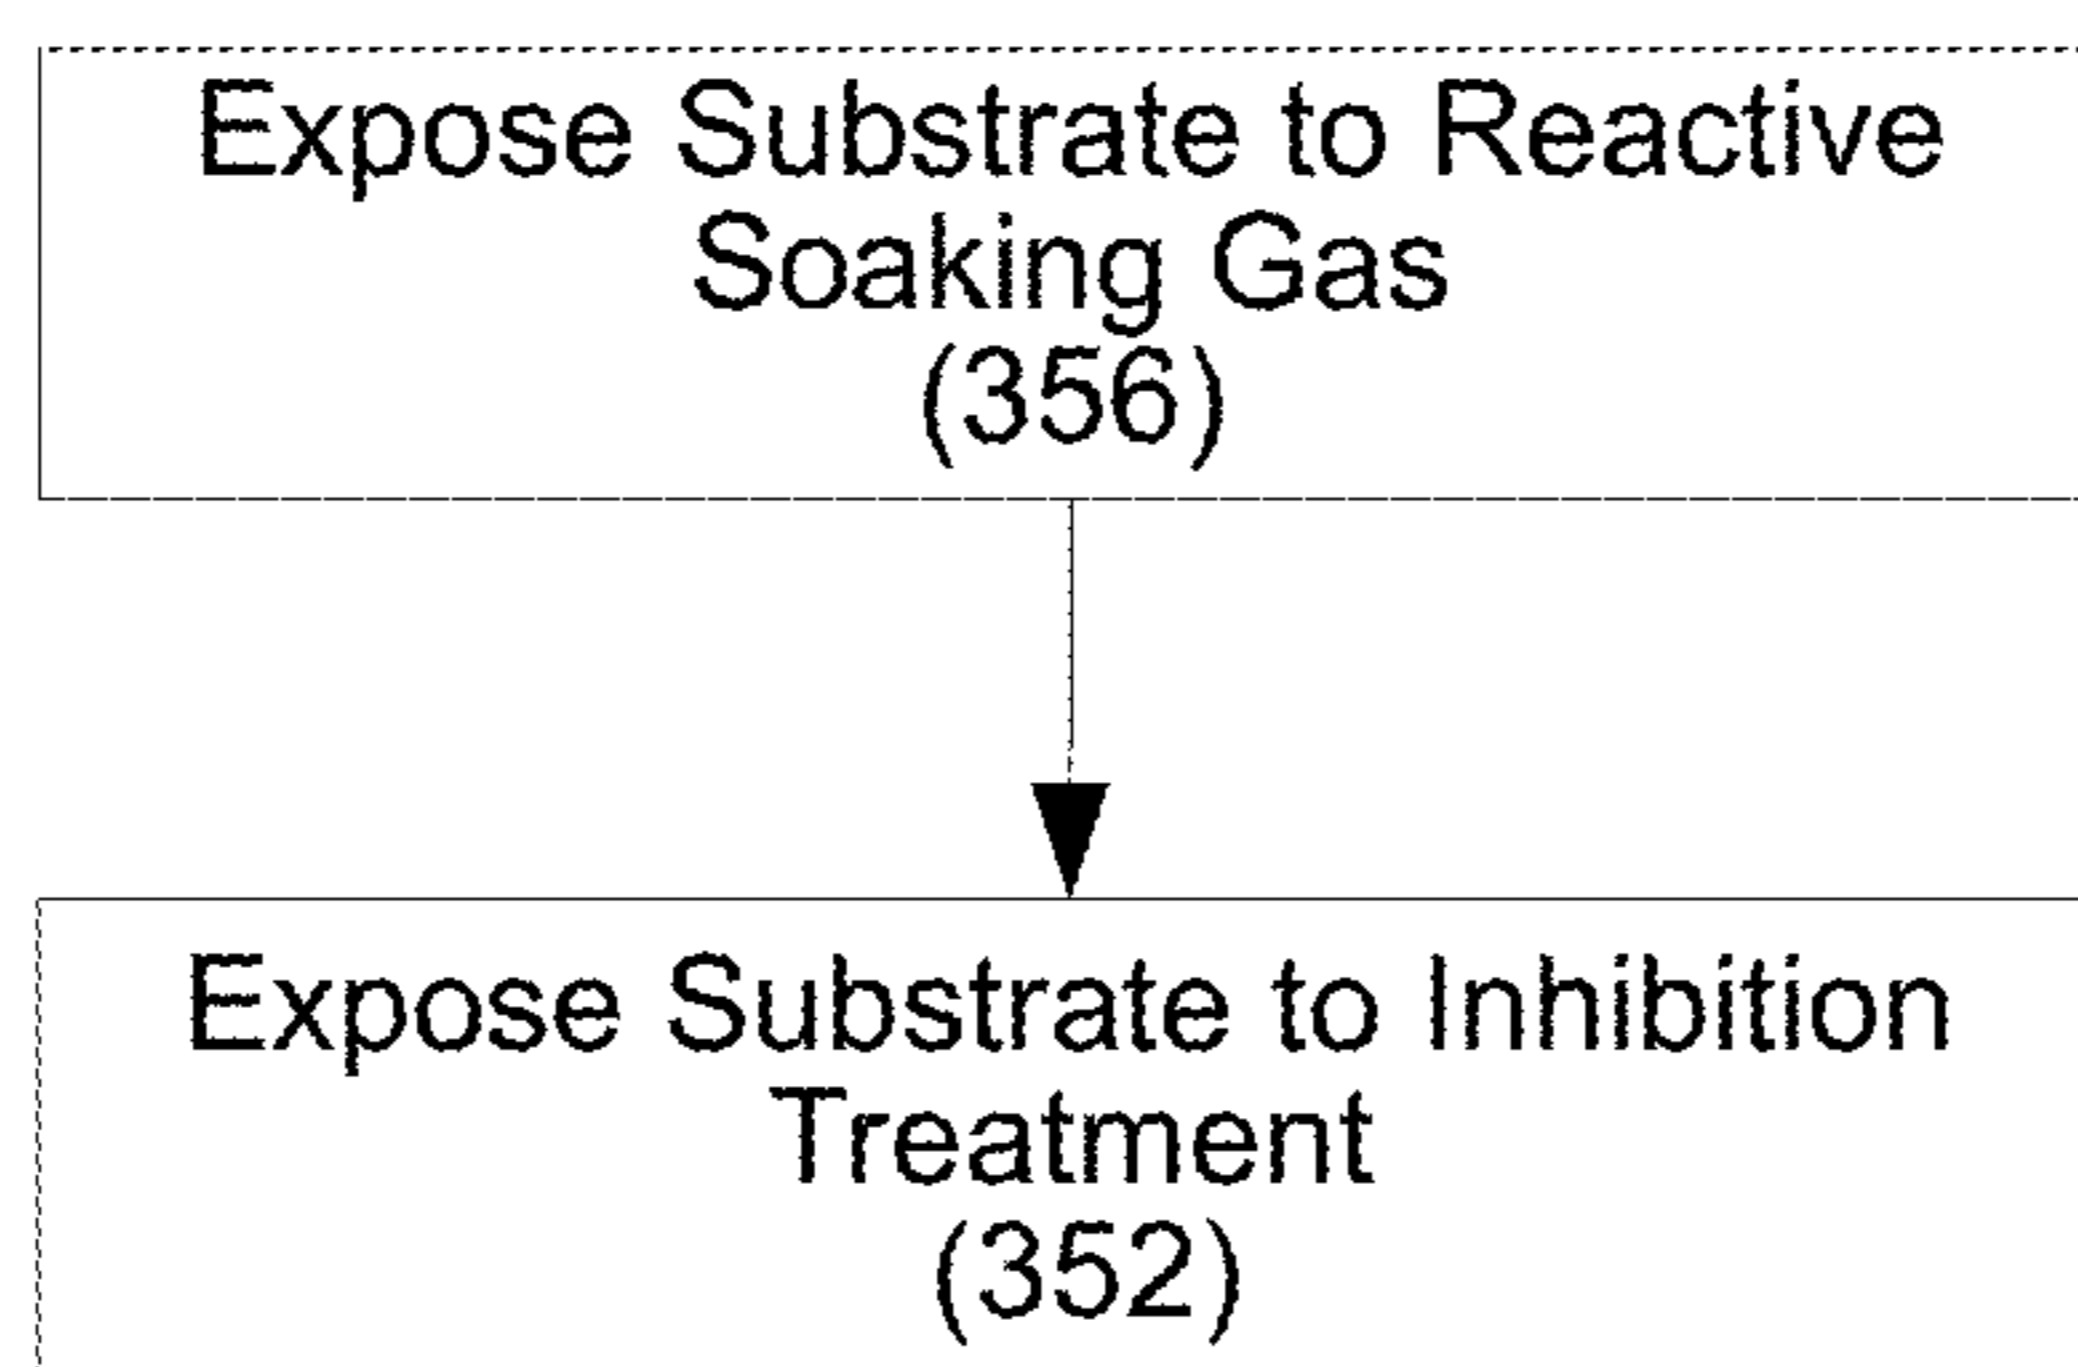 Expose Substrate to Reactive
Soaking Gas
(356)
Expose Substrate to Inhibition
Treatment
(352)